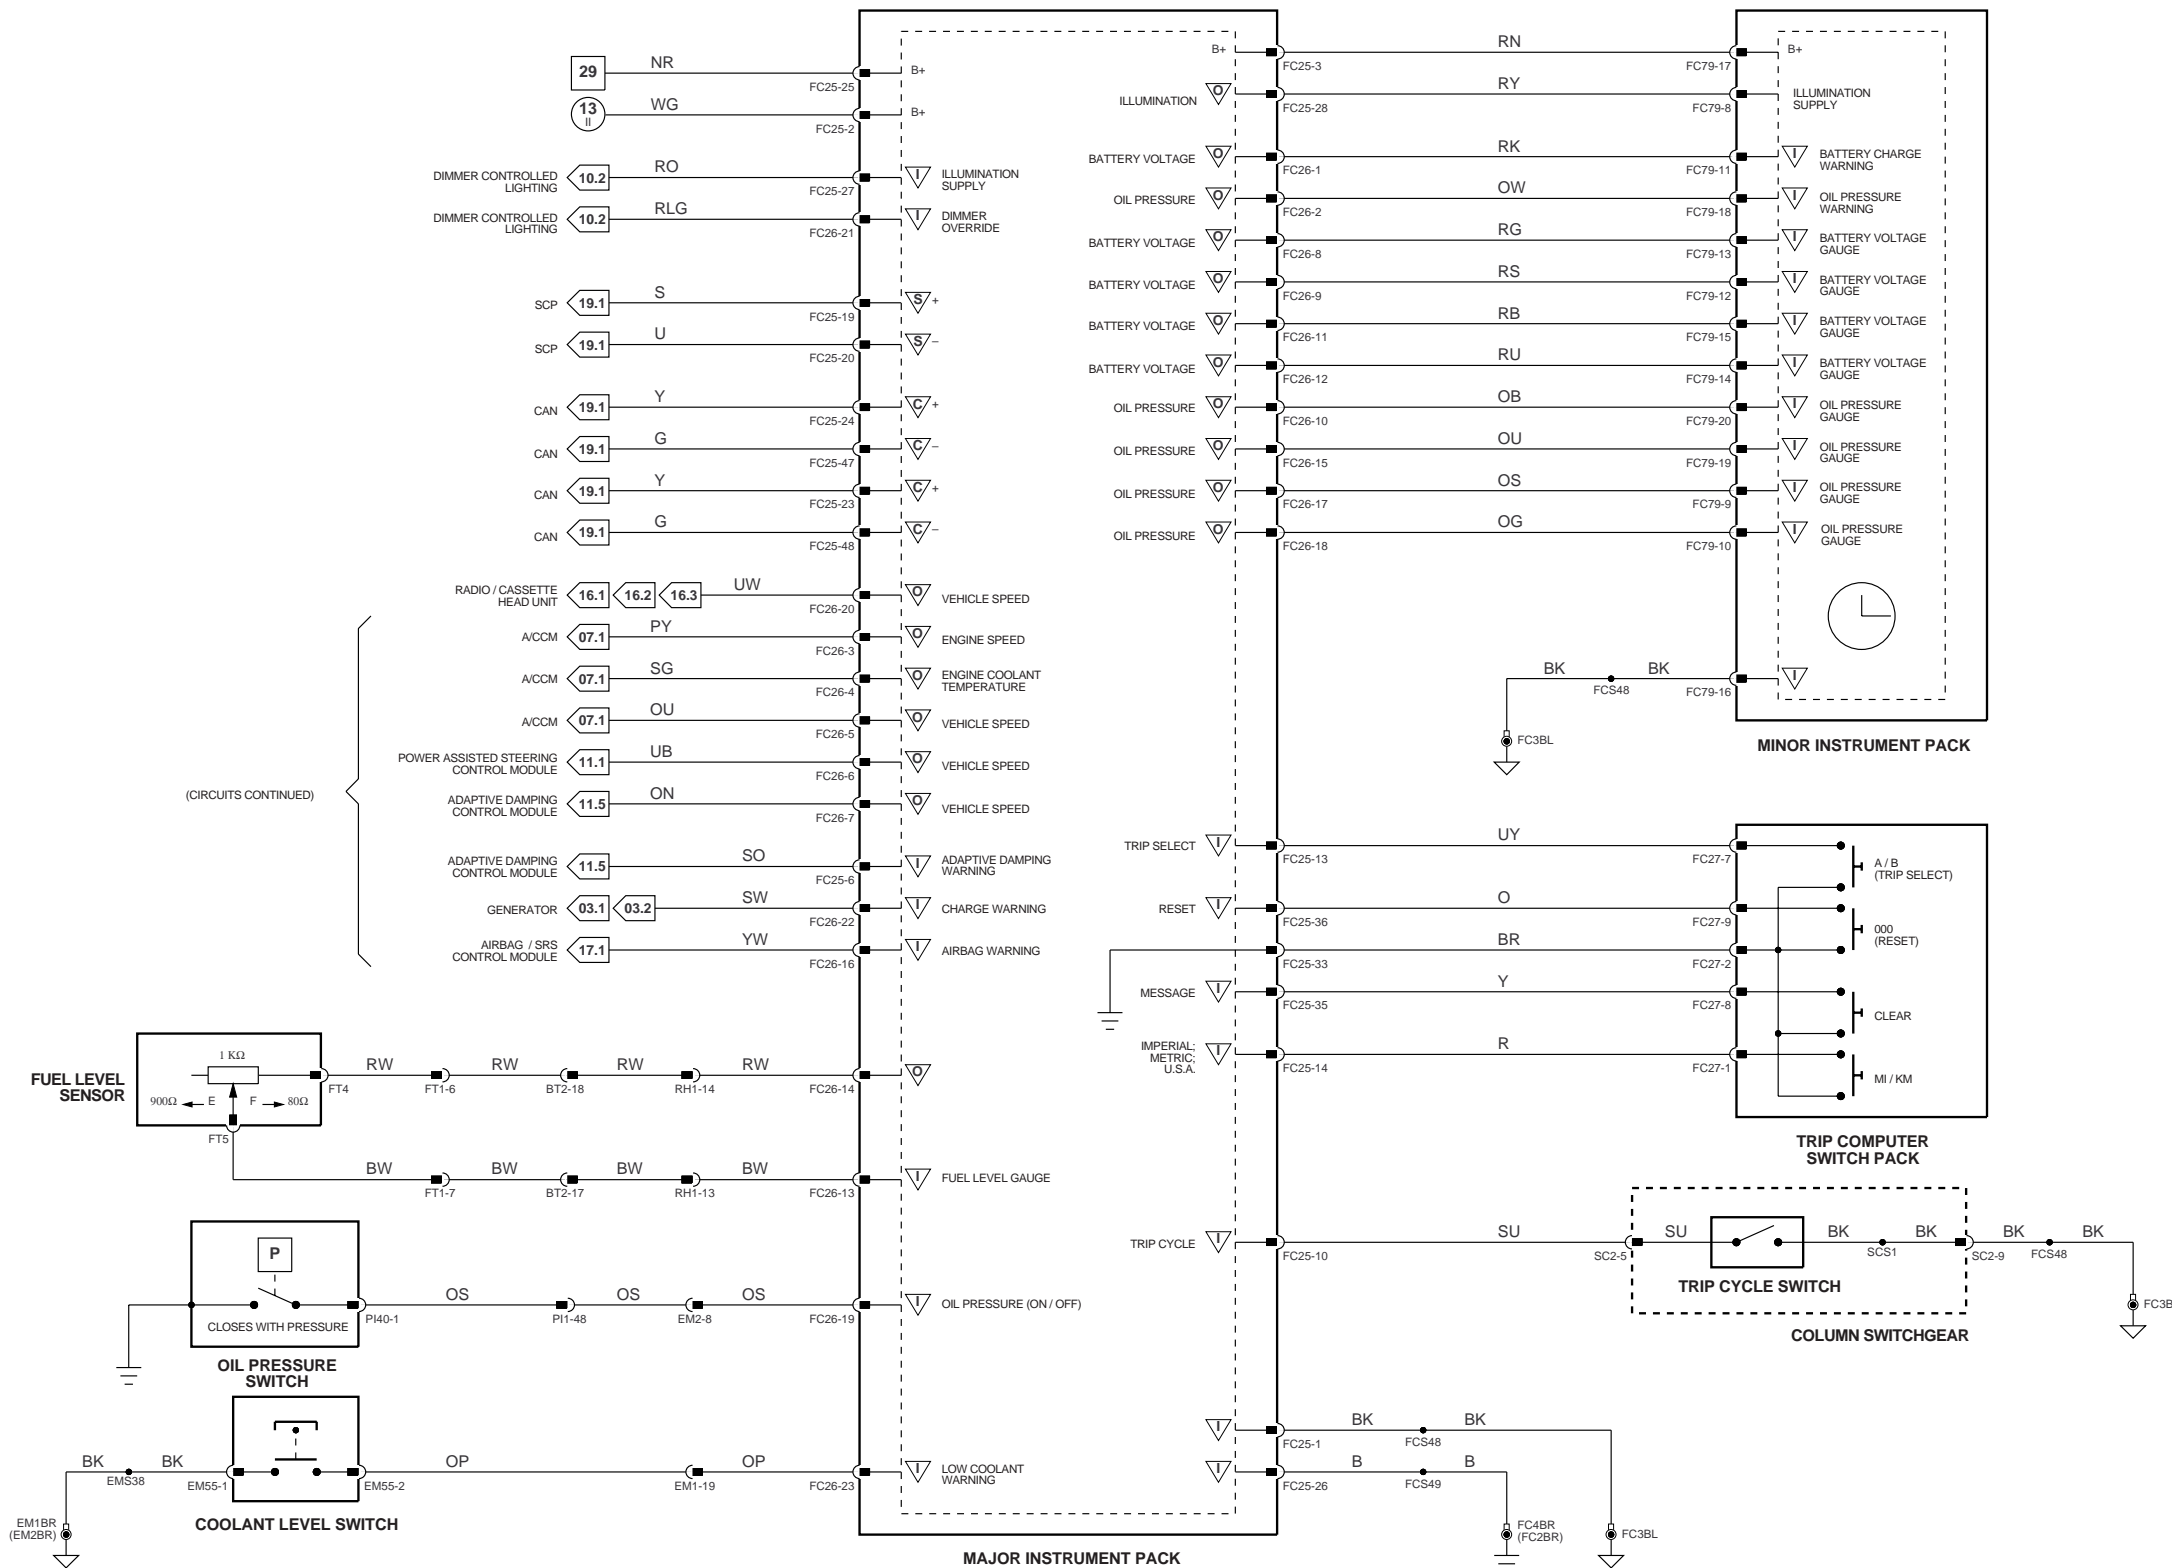 29
NR
FC25-25
B+
13
II
WG
FC25-2
B+
DIMMER CONTROLLED
LIGHTING
10.2
RO
FC25-27
I
ILLUMINATION
SUPPLY
DIMMER CONTROLLED
LIGHTING
10.2
RLG
FC26-21
I
DIMMER
OVERRIDE
SCP
19.1
S
FC25-19
S
+
SCP
19.1
U
FC25-20
S
–
CAN
19.1
Y
FC25-24
C
+
CAN
19.1
G
FC25-47
C
–
CAN
19.1
Y
FC25-23
C
+
CAN
19.1
G
FC25-48
C
–
RADIO / CASSETTE
HEAD UNIT
16.1
16.2
16.3
UW
FC26-20
O
VEHICLE SPEED
(CIRCUITS CONTINUED)
A/CCM
07.1
PY
FC26-3
O
ENGINE SPEED
A/CCM
07.1
SG
FC26-4
O
ENGINE COOLANT
TEMPERATURE
A/CCM
07.1
OU
FC26-5
O
VEHICLE SPEED
POWER ASSISTED STEERING
CONTROL MODULE
11.1
UB
FC26-6
O
VEHICLE SPEED
ADAPTIVE DAMPING
CONTROL MODULE
11.5
ON
FC26-7
O
VEHICLE SPEED
ADAPTIVE DAMPING
CONTROL MODULE
11.5
SO
FC25-6
I
ADAPTIVE DAMPING
WARNING
GENERATOR
03.1
03.2
SW
FC26-22
I
CHARGE WARNING
AIRBAG / SRS
CONTROL MODULE
17.1
YW
FC26-16
I
AIRBAG WARNING
FUEL LEVEL
SENSOR
1 KΩ
900Ω
E
F
80Ω
FT4
FT5
RW
FT1-6
RW
BT2-18
RW
RH1-14
RW
FC26-14
O
BW
FT1-7
BW
BT2-17
BW
RH1-13
BW
FC26-13
I
FUEL LEVEL GAUGE
P
CLOSES WITH PRESSURE
OIL PRESSURE
SWITCH
PI40-1
OS
PI1-48
OS
EM2-8
OS
FC26-19
I
OIL PRESSURE (ON / OFF)
EM1BR
(EM2BR)
BK
EMS38
BK
EM55-1
EM55-2
COOLANT LEVEL SWITCH
OP
EM1-19
OP
FC26-23
I
LOW COOLANT
WARNING
MAJOR INSTRUMENT PACK
B+
FC25-3
RN
FC79-17
B+
ILLUMINATION
O
FC25-28
RY
FC79-8
ILLUMINATION
SUPPLY
BATTERY VOLTAGE
O
FC26-1
RK
FC79-11
I
BATTERY CHARGE
WARNING
OIL PRESSURE
O
FC26-2
OW
FC79-18
I
OIL PRESSURE
WARNING
BATTERY VOLTAGE
O
FC26-8
RG
FC79-13
I
BATTERY VOLTAGE
GAUGE
BATTERY VOLTAGE
O
FC26-9
RS
FC79-12
I
BATTERY VOLTAGE
GAUGE
BATTERY VOLTAGE
O
FC26-11
RB
FC79-15
I
BATTERY VOLTAGE
GAUGE
BATTERY VOLTAGE
O
FC26-12
RU
FC79-14
I
BATTERY VOLTAGE
GAUGE
OIL PRESSURE
O
FC26-10
OB
FC79-20
I
OIL PRESSURE
GAUGE
OIL PRESSURE
O
FC26-15
OU
FC79-19
I
OIL PRESSURE
GAUGE
OIL PRESSURE
O
FC26-17
OS
FC79-9
I
OIL PRESSURE
GAUGE
OIL PRESSURE
O
FC26-18
OG
FC79-10
I
OIL PRESSURE
GAUGE
FC3BL
BK
FCS48
BK
FC79-16
I
MINOR INSTRUMENT PACK
TRIP SELECT
I
FC25-13
UY
FC27-7
A / B
(TRIP SELECT)
RESET
I
FC25-36
O
FC27-9
000
(RESET)
FC25-33
BR
FC27-2
MESSAGE
I
FC25-35
Y
FC27-8
CLEAR
IMPERIAL;
METRIC;
U.S.A.
I
FC25-14
R
FC27-1
MI / KM
TRIP COMPUTER
SWITCH PACK
TRIP CYCLE
I
FC25-10
SU
SC2-5
SU
TRIP CYCLE SWITCH
BK
SCS1
BK
SC2-9
BK
FCS48
BK
FC3B
COLUMN SWITCHGEAR
I
FC25-1
BK
FCS48
BK
FC3BL
I
FC25-26
B
FCS49
B
FC4BR
(FC2BR)